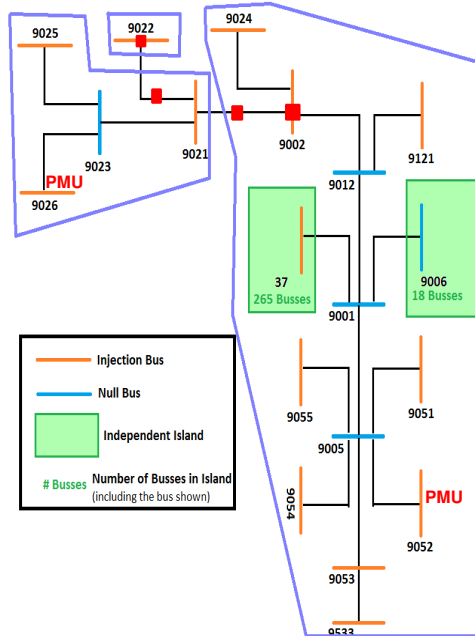 9025
9022
9024
9023
9021
9002
9121
9012
PMU
9026
37
265 Busses
9006
18 Busses
9001
Injection Bus
Null Bus
Independent Island
# Busses Number of Busses in Island
(including the bus shown)
9055
9051
9005
9054
PMU
9052
9053
9533